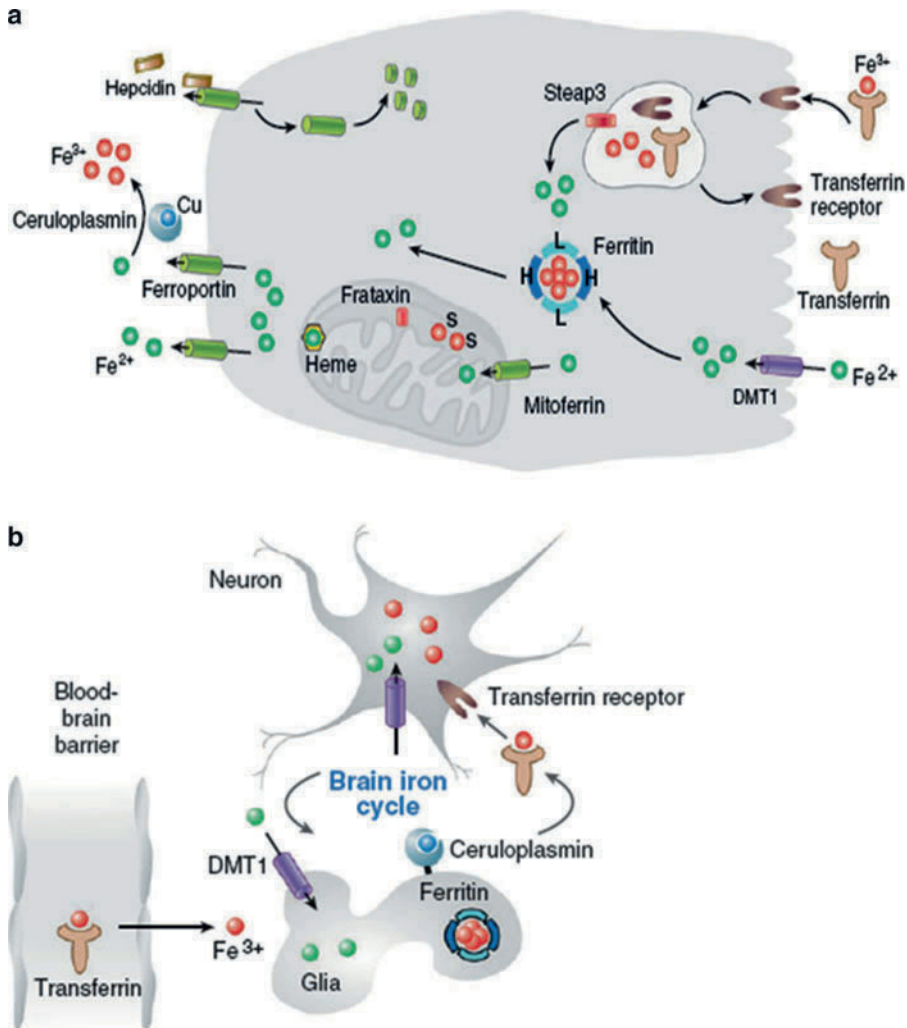 a
Hepcidin
Fe3+
Ceruloplasmin
Cu
Ferroportin
Fe2+
Steap3
Fe3+
Transferrin
receptor
Transferrin
L
H
H
L
Ferritin
Frataxin
S
S
Heme
Mitoferrin
DMT1
Fe2+
b
Neuron
Blood-
brain
barrier
Transferrin receptor
Brain iron
cycle
DMT1
Ceruloplasmin
Ferritin
Fe3+
Glia
Transferrin